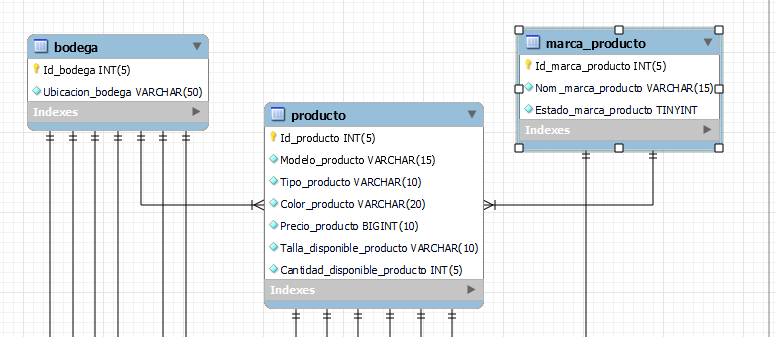 bodega
Id_bodega INT(5)
Ubicacion_bodega VARCHAR(50)
Indexes
producto
Id_producto INT(5)
Modelo_producto VARCHAR(15)
Tipo_producto VARCHAR(10)
Color_producto VARCHAR(20)
Precio_producto BIGINT(10)
Talla_disponible_producto VARCHAR(10)
Cantidad_disponible_producto INT(5)
Indexes
marca_producto
Id_marca_producto INT(5)
Nom_marca_producto VARCHAR(15)
Estado_marca_producto TINYINT
Indexes